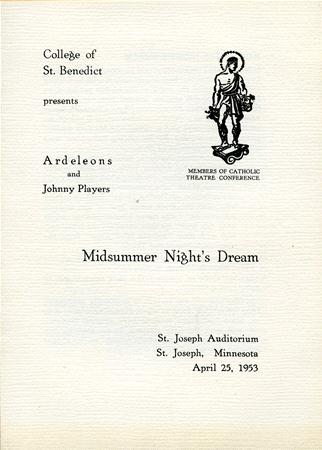 College of
St. Benedict
presents
Ardeleons
and
Johnny Players
MEMBERS OF CATHOLIC
THEATRE CONFERENCE
Midsummer Night's Dream
St. Joseph Auditorium
St. Joseph, Minnesota
April 25, 1953